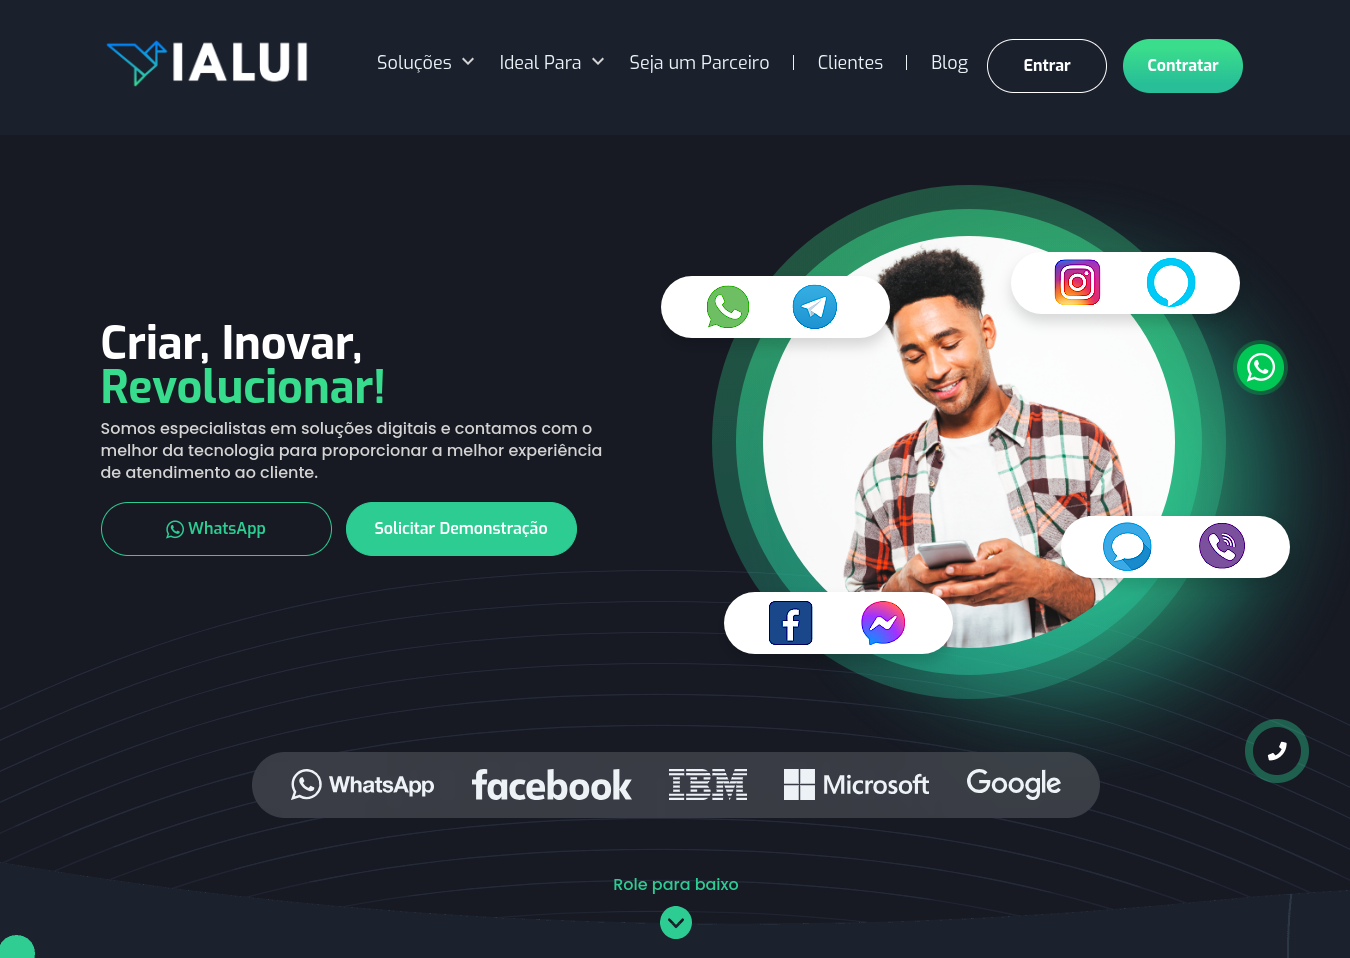 IALUI
Soluções
Ideal Para
Seja um Parceiro
Clientes
Blog
Entrar
Contratar
Criar, Inovar,
Revolucionar!
Somos especialistas em soluções digitais e contamos com o
melhor da tecnologia para proporcionar a melhor experiência
de atendimento ao cliente.
WhatsApp
Solicitar Demonstração
WhatsApp
facebook
IBM
Microsoft
Google
Role para baixo